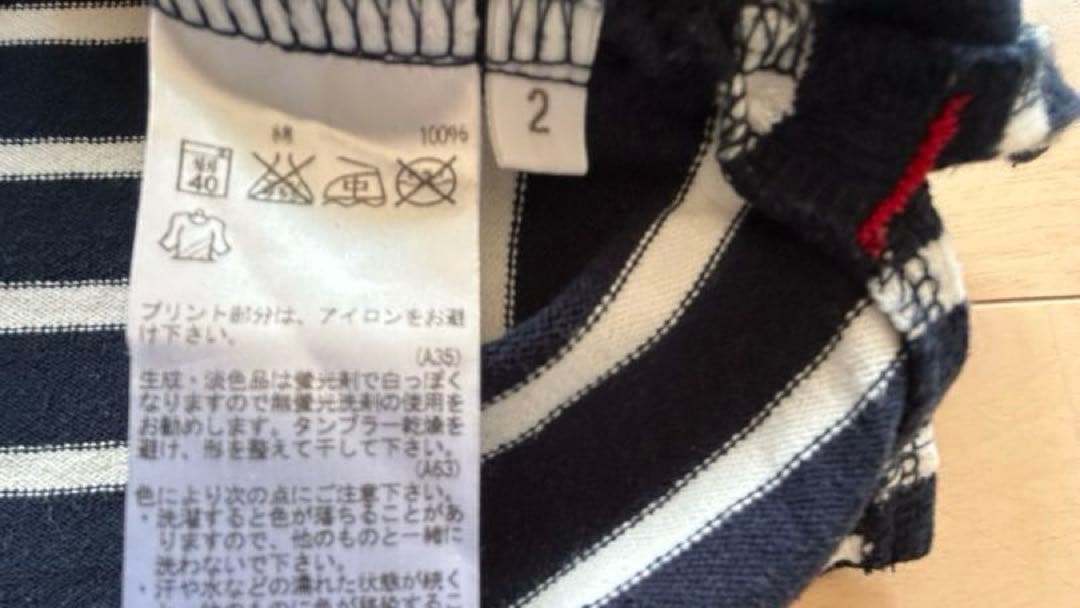 2
綿 100%
弱
40
中
プリント部分は、アイロンをお避
け下さい。
(A35)
生成・淡色品は蛍光剤で白っぽく
なりますので無蛍光洗剤の使用を
お勧めします。タンブラー乾燥を
避け、形を整えて干して下さい。
(A63)
色により次の点にご注意下さい。
・洗濯すると色が落ちることがあ
りますので、他のものと一緒に
洗わないで下さい。
・汗や水などの濡れた状態が続く